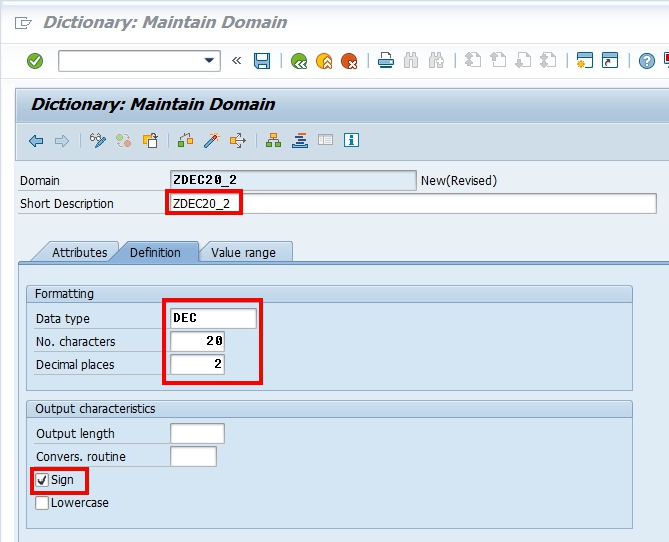 Dictionary: Maintain Domain
Dictionary: Maintain Domain
Domain ZDEC20_2 New(Revised)
Short Description ZDEC20_2
Attributes Definition Value range
Formatting
Data type DEC
No. characters 20
Decimal places 2
Output characteristics
Output length
Convers. routine
Sign
Lowercase